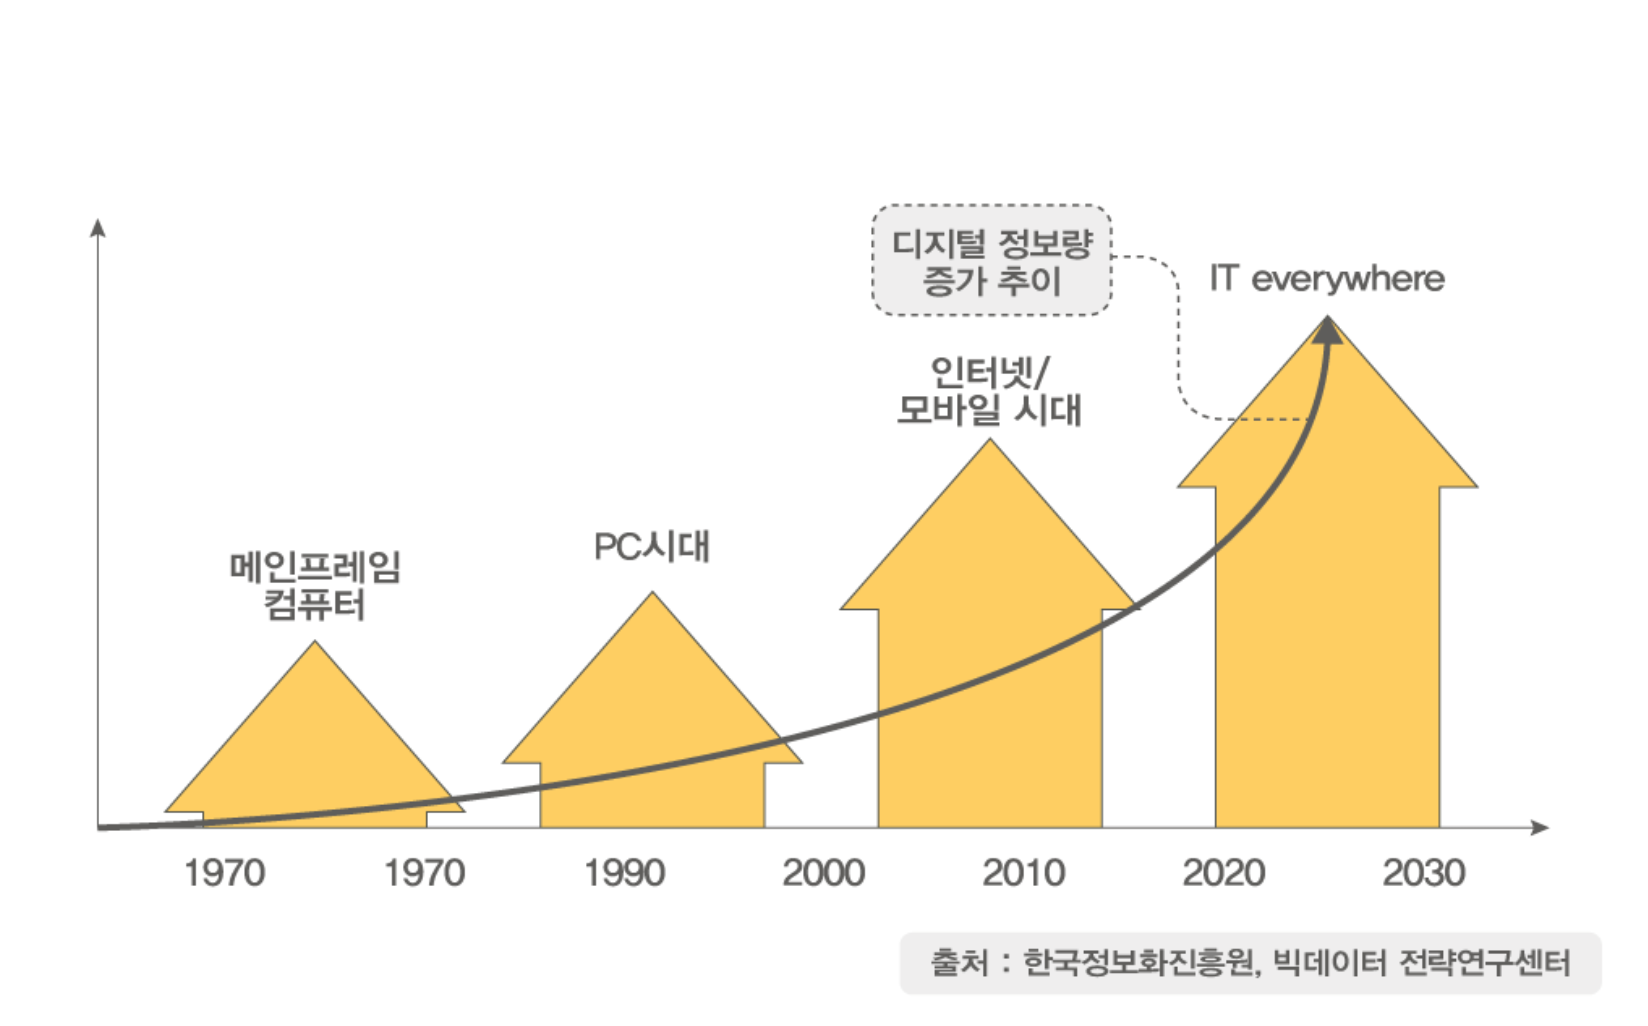 디지털 정보량
증가 추이
IT everywhere
인터넷/
모바일 시대
PC시대
메인프레임
컴퓨터
1970 1970 1990 2000 2010 2020 2030
출처 : 한국정보화진흥원, 빅데이터 전략연구센터